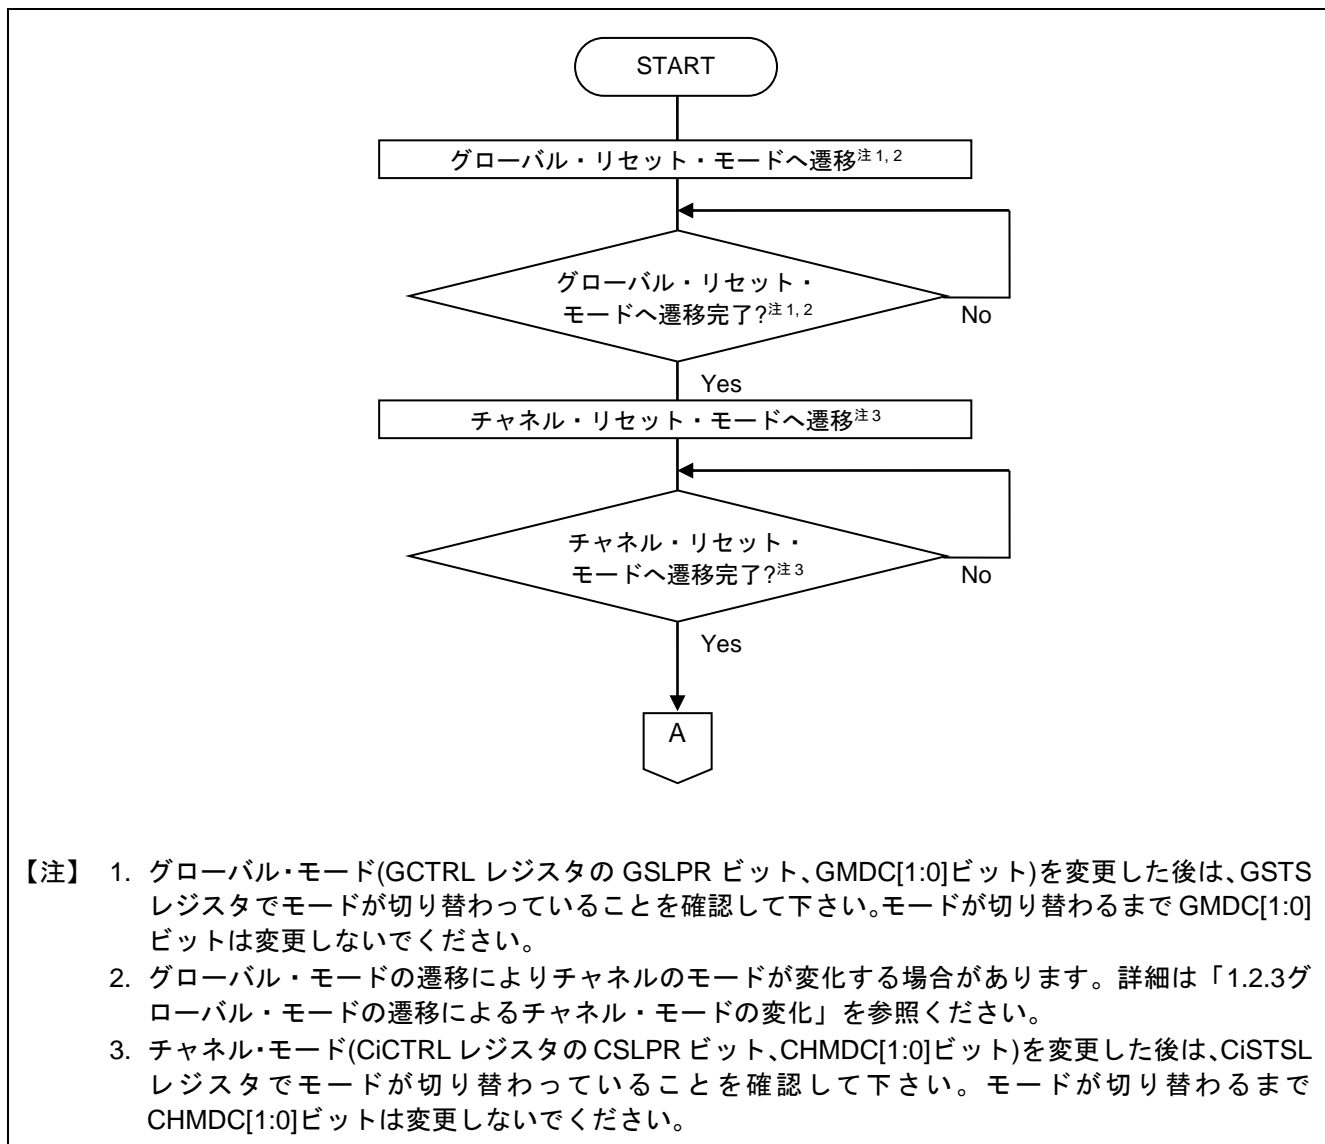 START
グローバル・リセット・モードへ遷移注 1, 2
グローバル・リセット・
モードへ遷移完了?注 1, 2
No
Yes
チャネル・リセット・モードへ遷移注 3
チャネル・リセット・
モードへ遷移完了?注 3
No
Yes
A
【注】 1. グローバル・モード(GCTRL レジスタの GSLPR ビット、GMDC[1:0]ビット)を変更した後は、GSTS
レジスタでモードが切り替わっていることを確認して下さい。モードが切り替わるまで GMDC[1:0]
ビットは変更しないでください。
2. グローバル・モードの遷移によりチャネルのモードが変化する場合があります。詳細は「1.2.3グ
ローバル・モードの遷移によるチャネル・モードの変化」を参照ください。
3. チャネル・モード(CiCTRL レジスタの CSLPR ビット、CHMDC[1:0]ビット)を変更した後は、CiSTSL
レジスタでモードが切り替わっていることを確認して下さい。モードが切り替わるまで
CHMDC[1:0]ビットは変更しないでください。